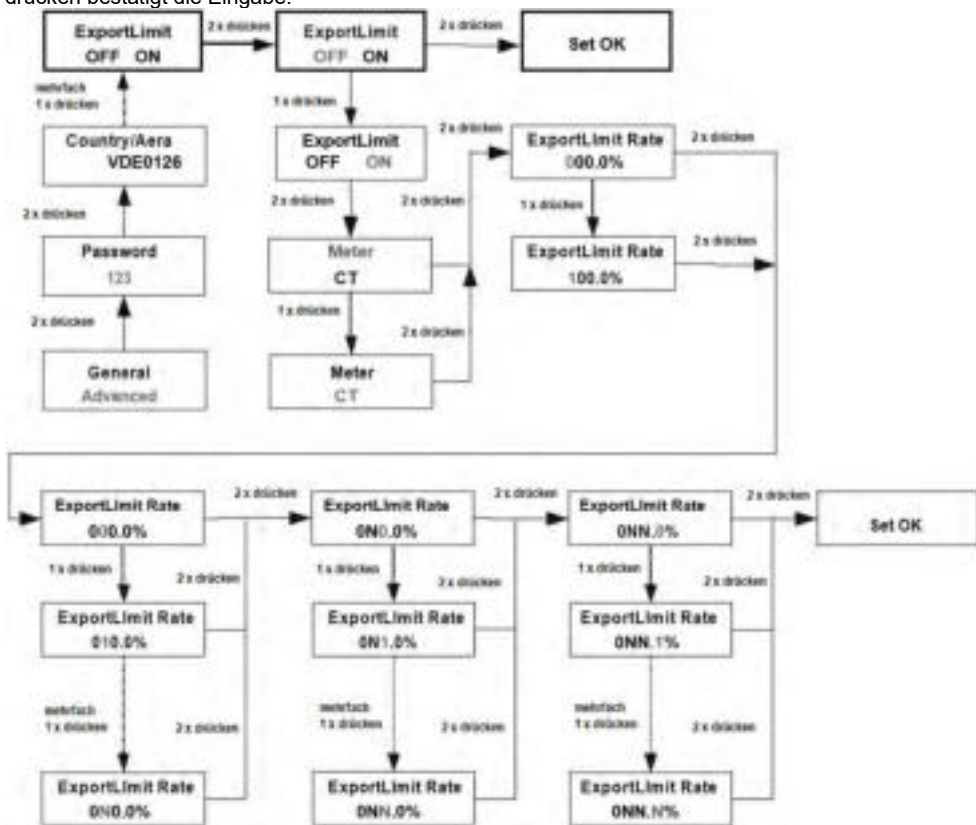 drücken bestätigt die Eingabe.
ExportLimit
OFF ON
2 x drücken
ExportLimit
OFF ON
2 x drücken
Set OK
mehrfach
1 x drücken
1 x drücken
Country/Aera
VDE0126
ExportLimit
OFF ON
2 x drücken
ExportLimit Rate
000.0%
2 x drücken
2 x drücken
2 x drücken
2 x drücken
1 x drücken
Password
123
Meter
CT
ExportLimit Rate
100.0%
2 x drücken
2 x drücken
1 x drücken
2 x drücken
General
Advanced
Meter
CT
ExportLimit Rate
000.0%
2 x drücken
ExportLimit Rate
0N0.0%
2 x drücken
ExportLimit Rate
0NN.0%
2 x drücken
Set OK
1 x drücken
2 x drücken
1 x drücken
2 x drücken
1 x drücken
2 x drücken
ExportLimit Rate
010.0%
ExportLimit Rate
0N1.0%
ExportLimit Rate
0NN.1%
mehrfach
1 x drücken
2 x drücken
mehrfach
1 x drücken
2 x drücken
mehrfach
1 x drücken
2 x drücken
ExportLimit Rate
0N0.0%
ExportLimit Rate
0NN.0%
ExportLimit Rate
0NN.N%